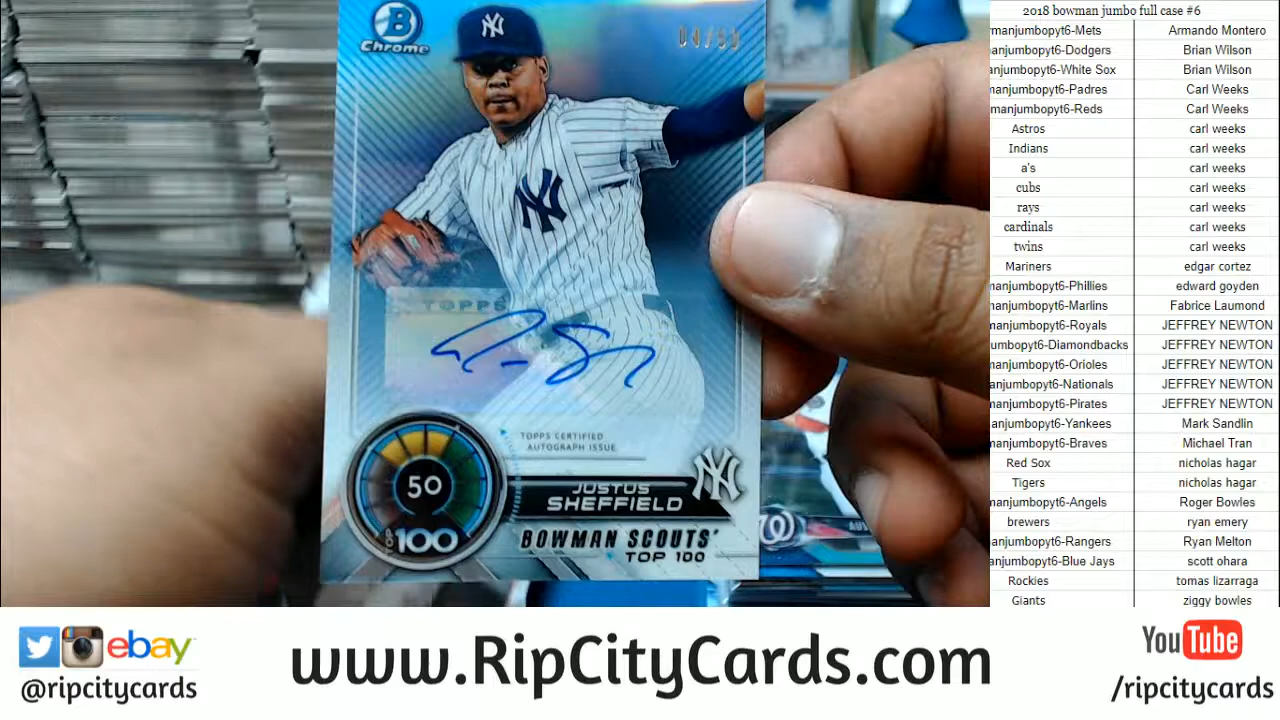 B
Chrome
NY
NY
TOPPS
TOPPS CERTIFIED
AUTOGRAPH ISSUE
50
TOP
100
JUSTUS
SHEFFIELD
NY
BOWMAN SCOUTS'
TOP 100
W
2018 bowman jumbo full case #6
manjumbopyt6-Mets Armando Montero
anjumbopyt6-Dodgers Brian Wilson
anjumbopyt6-White Sox Brian Wilson
manjumbopyt6-Padres Carl Weeks
manjumbopyt6-Reds Carl Weeks
Astros carl weeks
Indians carl weeks
a's carl weeks
cubs carl weeks
rays carl weeks
cardinals carl weeks
twins carl weeks
Mariners edgar cortez
manjumbopyt6-Phillies edward goyden
manjumbopyt6-Marlins Fabrice Laumond
manjumbopyt6-Royals JEFFREY NEWTON
umbopyt6-Diamondbacks JEFFREY NEWTON
manjumbopyt6-Orioles JEFFREY NEWTON
anjumbopyt6-Nationals JEFFREY NEWTON
manjumbopyt6-Pirates JEFFREY NEWTON
anjumbopyt6-Yankees Mark Sandlin
manjumbopyt6-Braves Michael Tran
Red Sox nicholas hagar
Tigers nicholas hagar
manjumbopyt6-Angels Roger Bowles
brewers ryan emery
manjumbopyt6-Rangers Ryan Melton
anjumbopyt6-Blue Jays scott ohara
Rockies tomas lizarraga
Giants ziggy bowles
ebay
@ripcitycards
www.RipCityCards.com
YouTube
/ripcitycards